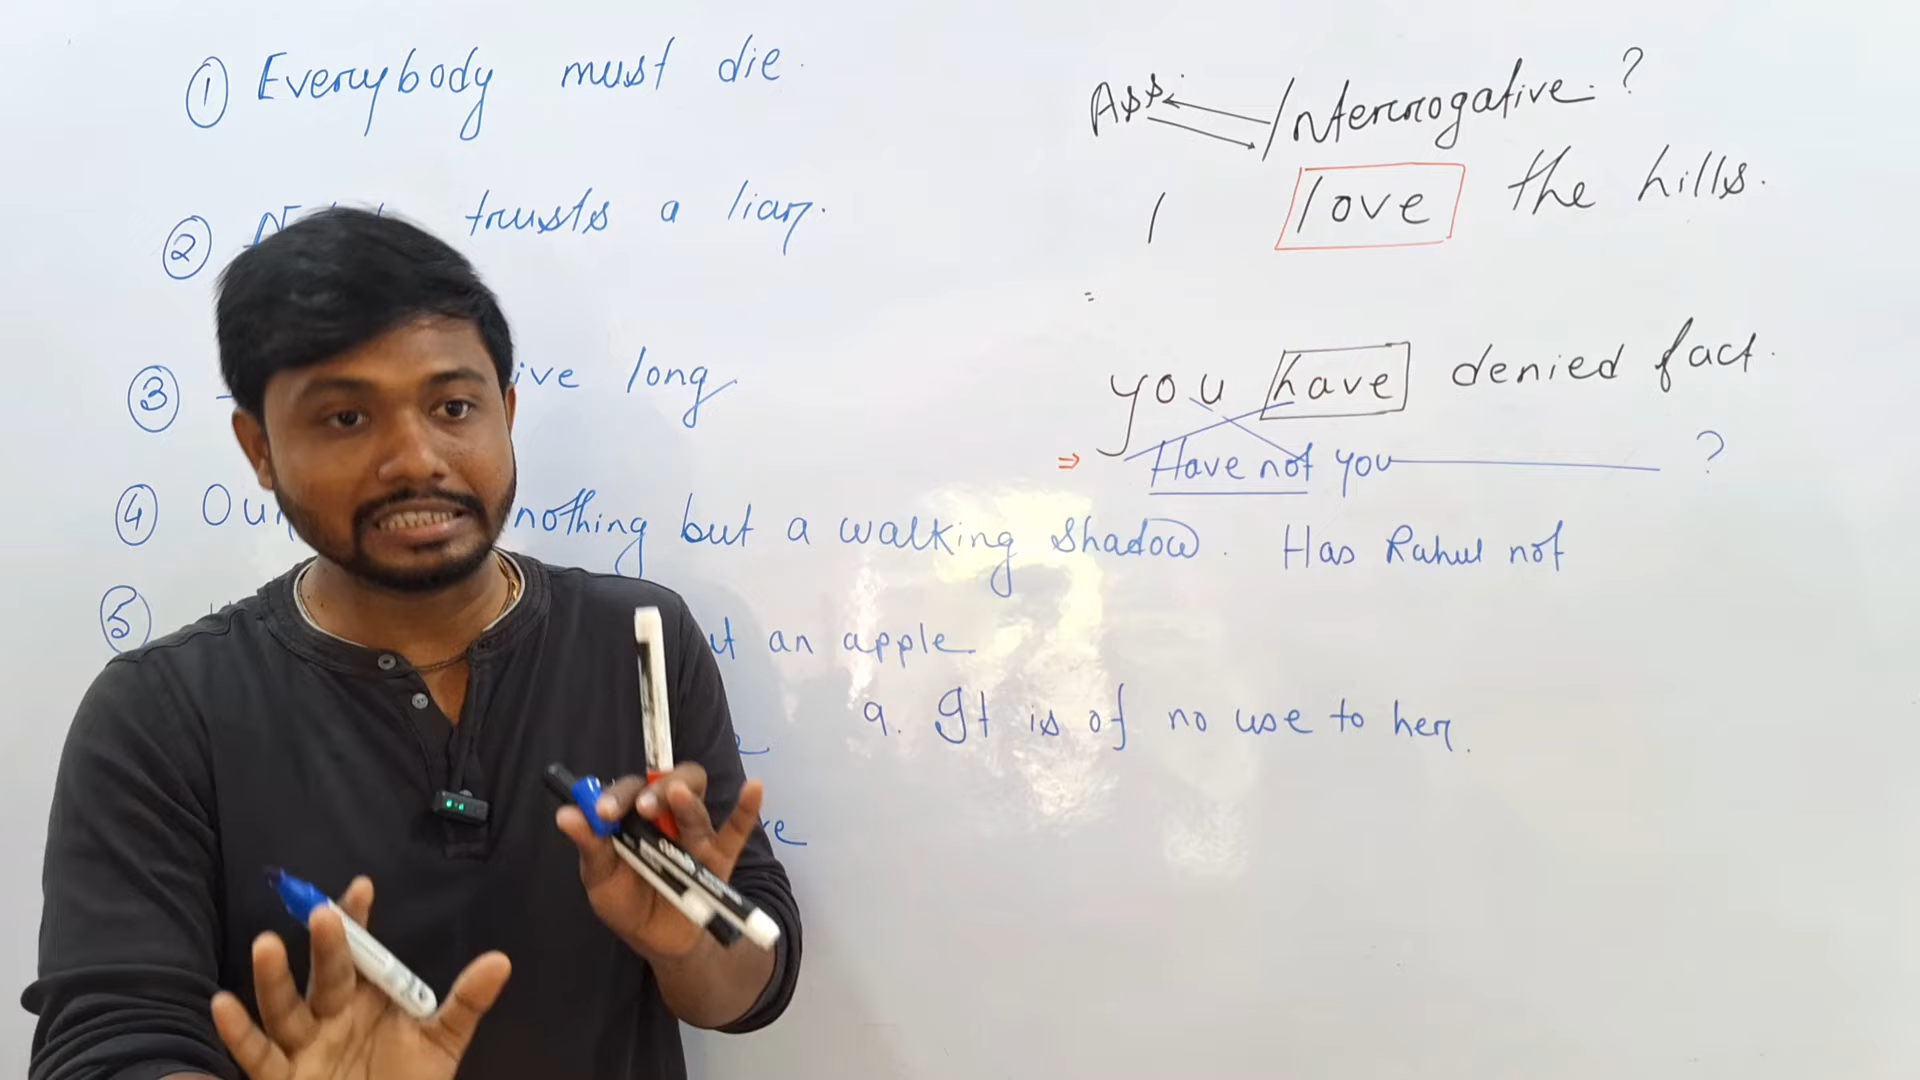 ① Everybody must die.
② trusts a liar.
③ long
④ nothing but a walking shadow.
⑤ an apple
9. It is of no use to her.
Ass. Interrogative. ?
I love the hills.
=
you have denied fact.
⇒ Have not you ?
Has Rahul not